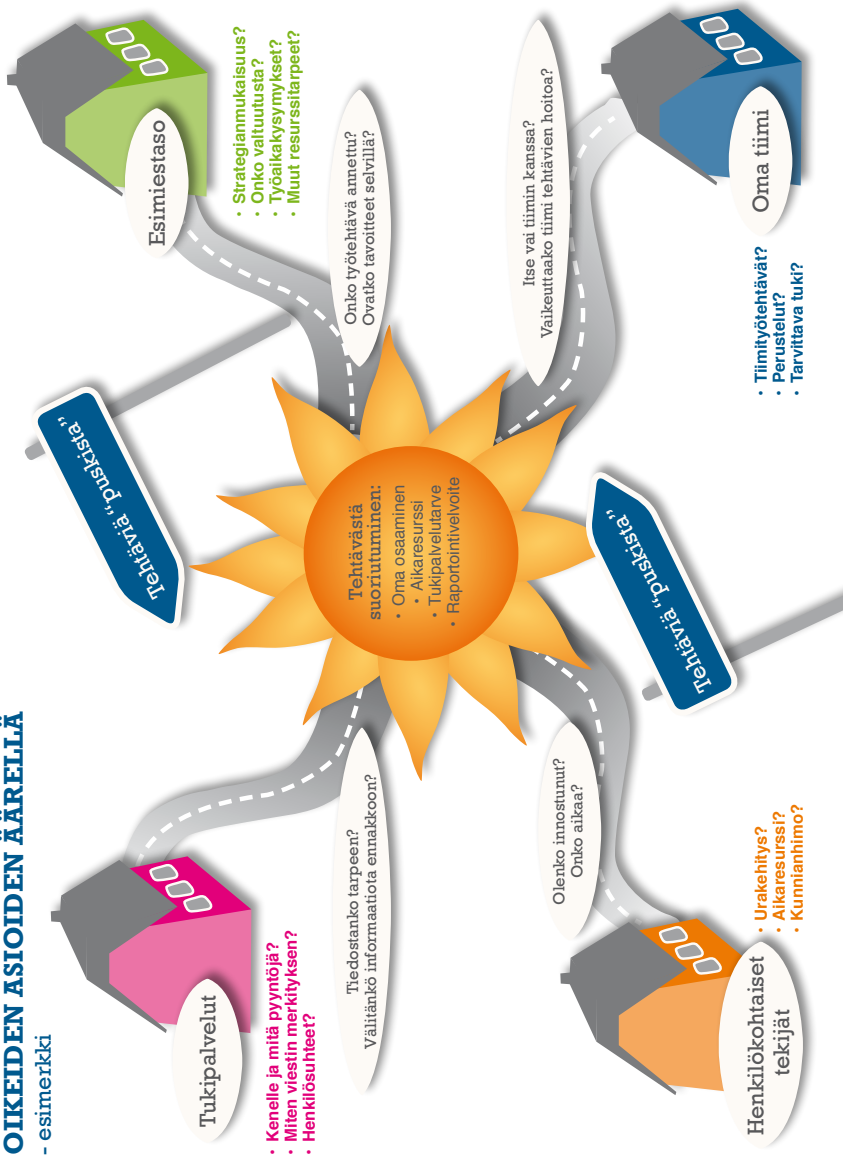 OIKEIDEN ASIOIDEN ÄÄRELLÄ
- esimerkki
Tukipalvelut
• Kenelle ja mitä pyyntöjä?
• Miten viestin merkityksen?
• Henkilösuhteet?
Tiedostanko tarpeen?
Välitänkö informaatiota ennakkoon?
Tehtäviä “puskista”
Esimiestaso
• Strategianmukaisuus?
• Onko valtuutusta?
• Työaikakysymykset?
• Muut resurssitarpeet?
Onko työtehtävä annettu?
Ovatko tavoitteet selvillä?
Tehtävästä
suoriutuminen:
• Oma osaaminen
• Aikaresurssi
• Tukipalvelutarve
• Raportointivelvoite
Olenko innostunut?
Onko aikaa?
Henkilökohtaiset
tekijät
• Urakehitys?
• Aikaresurssi?
• Kunnianhimo?
Tehtäviä “puskista”
Itse vai tiimin kanssa?
Vaikeuttaako tiimi tehtävien hoitoa?
Oma tiimi
• Tiimityötehtävät?
• Perustelut?
• Tarvittava tuki?